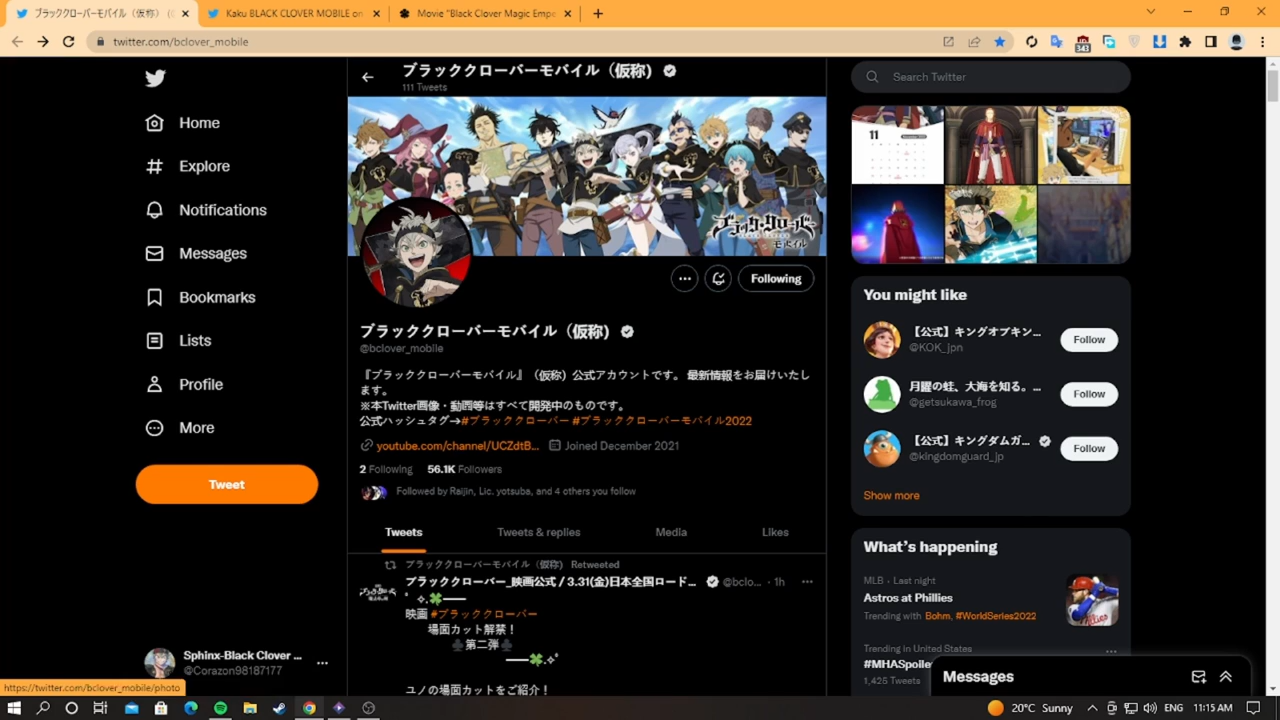 ブラッククローバーモバイル（仮称）(
Kaku BLACK CLOVER MOBILE on
Movie "Black Clover Magic Empe
twitter.com/bclover_mobile
343
ブラッククローバーモバイル（仮称）
111 Tweets
Search Twitter
Home
Explore
Notifications
Messages
Bookmarks
Lists
Profile
More
Tweet
ブラッククローバー
モバイル
11
Following
ブラッククローバーモバイル（仮称）
@bclover_mobile
『ブラッククローバーモバイル』（仮称）公式アカウントです。 最新情報をお届けいたし
ます。
※本Twitter画像・動画等はすべて開発中のものです。
公式ハッシュタグ→#ブラッククローバー #ブラッククローバーモバイル2022
youtube.com/channel/UCZdtB... Joined December 2021
2 Following 56.1K Followers
Followed by Raijin, Lic. yotsuba, and 4 others you follow
Tweets
Tweets & replies
Media
Likes
ブラッククローバーモバイル（仮称） Retweeted
ブラッククローバー_映画公式 / 3.31(金)日本全国ロード... @bclo... · 1h
映画 #ブラッククローバー
場面カット解禁！
♣第二弾♣
ユノの場面カットをご紹介！
You might like
【公式】キングオブキン...
@KOK_jpn
Follow
月曜の蛙、大海を知る。...
@getsukawa_frog
Follow
【公式】キングダムガ...
@kingdomguard_jp
Follow
Show more
What's happening
MLB · Last night
Astros at Phillies
Trending with Bohm, #WorldSeries2022
Trending in United States
#MHASpoile
1,425 Tweets
Messages
Sphinx-Black Clover ...
@Corazon98187177
https://twitter.com/bclover_mobile/photo
20°C Sunny
ENG
11:15 AM